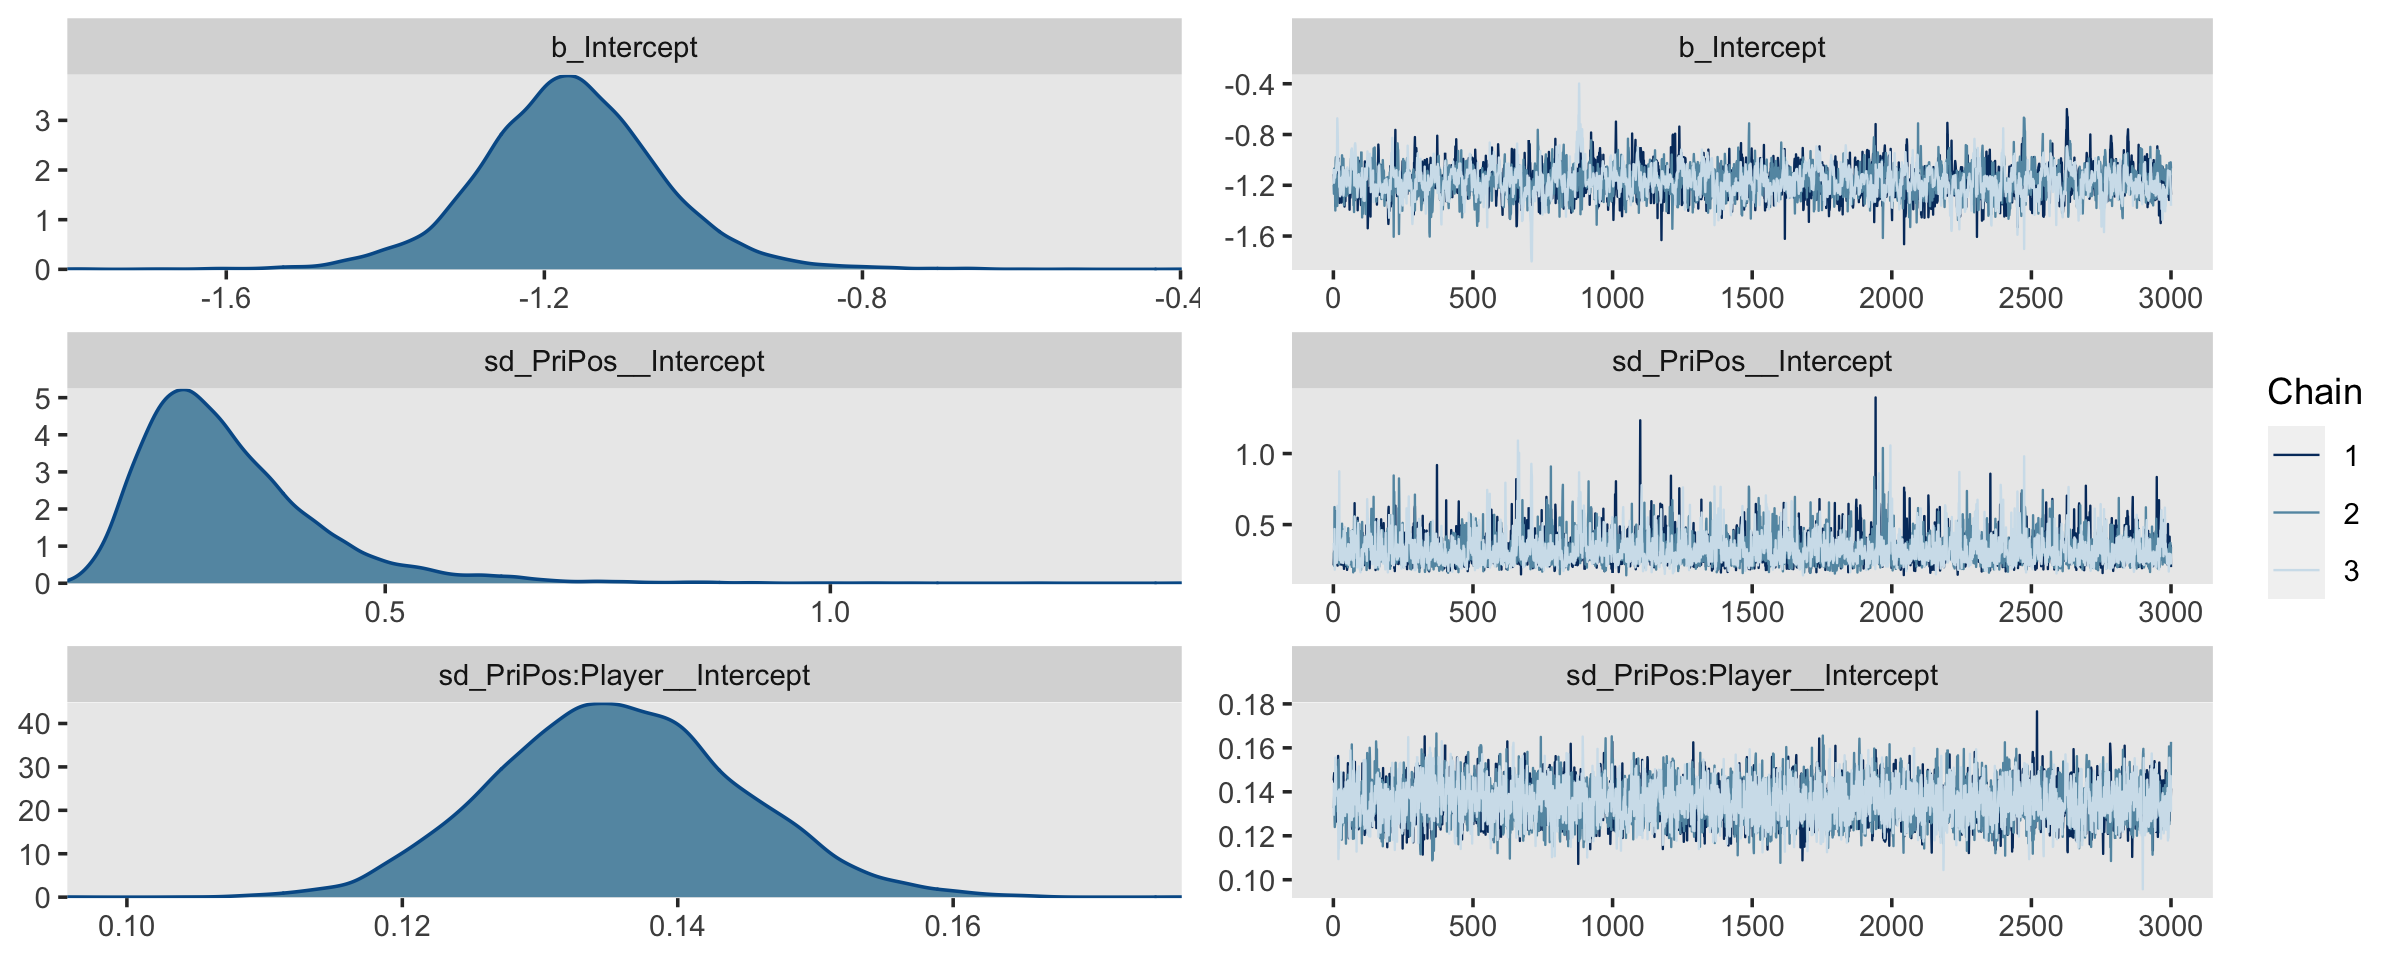 b_Intercept
b_Intercept
3
2
1
0
-1.6 -1.2 -0.8 -0.4
-0.4
-0.8
-1.2
-1.6
0 500 1000 1500 2000 2500 3000
sd_PriPos__Intercept
sd_PriPos__Intercept
5
4
3
2
1
0
0.5 1.0
1.0
0.5
0 500 1000 1500 2000 2500 3000
sd_PriPos:Player__Intercept
sd_PriPos:Player__Intercept
40
30
20
10
0
0.10 0.12 0.14 0.16
0.18
0.16
0.14
0.12
0.10
0 500 1000 1500 2000 2500 3000
Chain
1
2
3